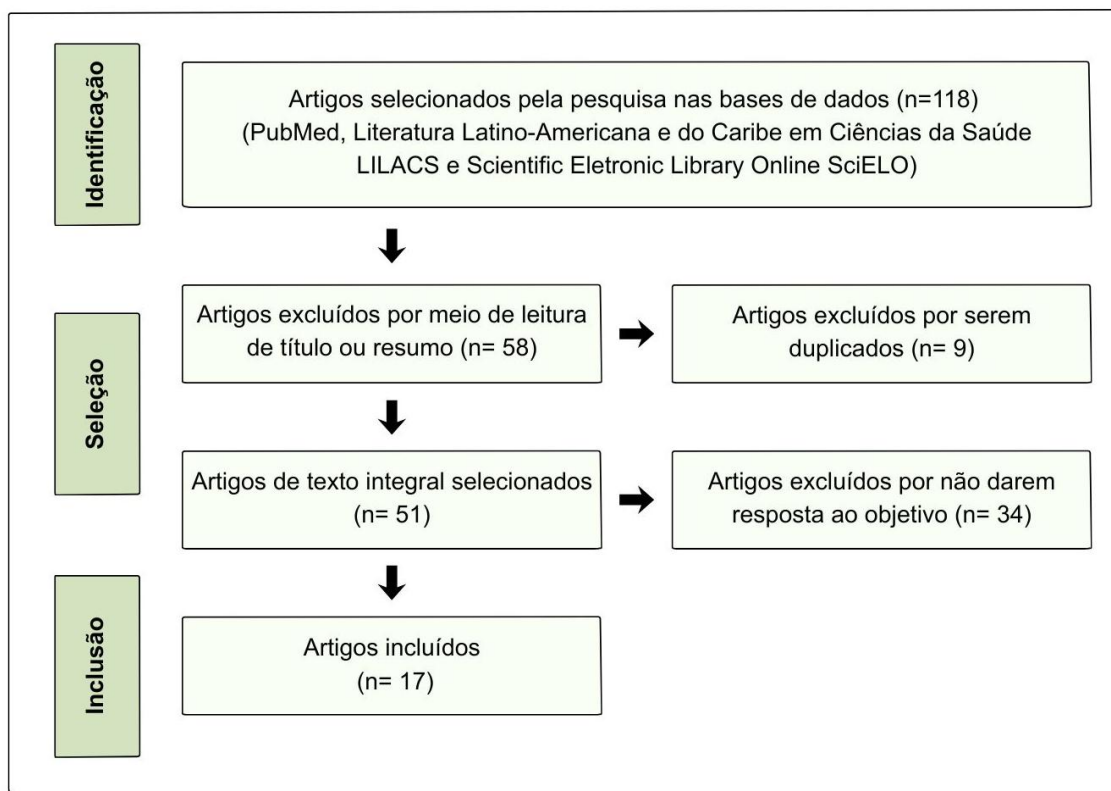 Identificação
Artigos selecionados pela pesquisa nas bases de dados (n=118)
(PubMed, Literatura Latino-Americana e do Caribe em Ciências da Saúde
LILACS e Scientific Eletronic Library Online SciELO)
Seleção
Artigos excluídos por meio de leitura
de título ou resumo (n= 58)
Artigos excluídos por serem
duplicados (n= 9)
Artigos de texto integral selecionados
(n= 51)
Artigos excluídos por não darem
resposta ao objetivo (n= 34)
Inclusão
Artigos incluídos
(n= 17)